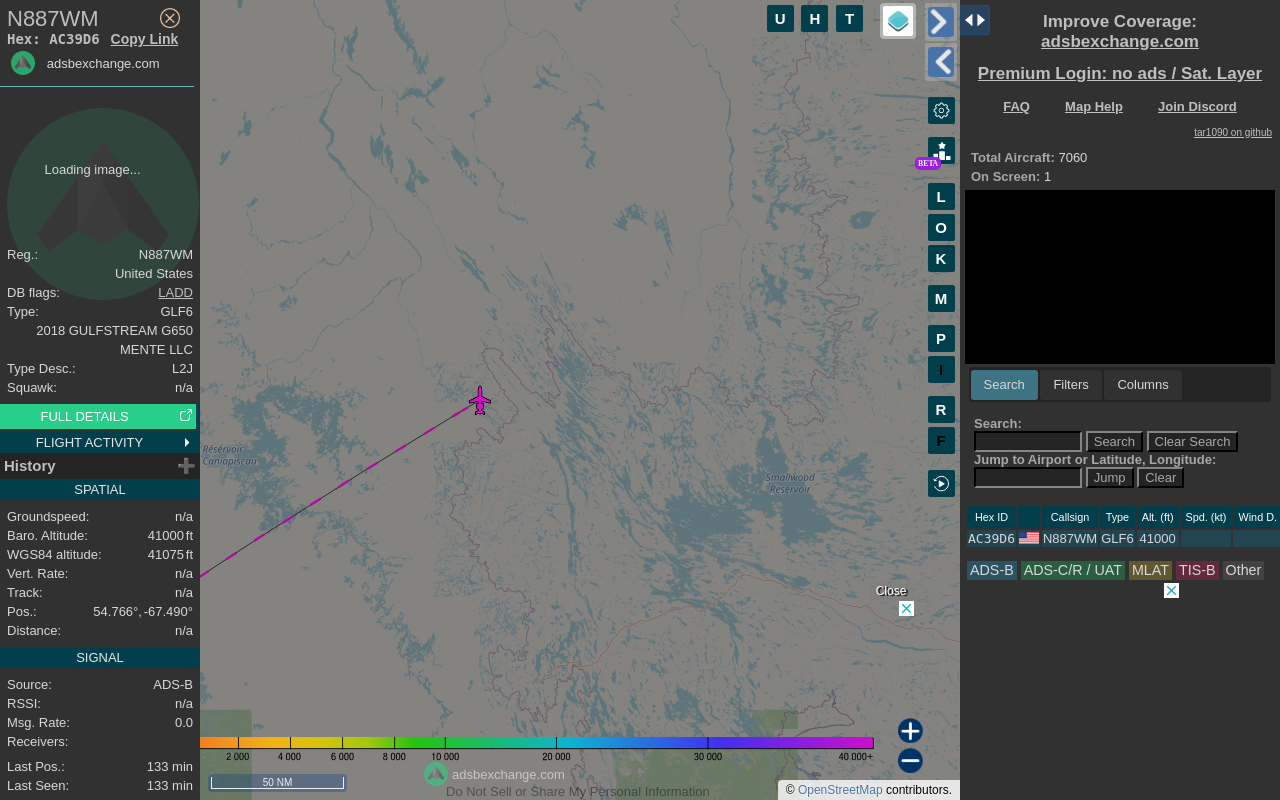 N887WM
Hex: AC39D6 Copy Link
adsbexchange.com
Loading image...
Reg.: N887WM
United States
DB flags: LADD
Type: GLF6
2018 GULFSTREAM G650
MENTE LLC
Type Desc.: L2J
Squawk: n/a
FULL DETAILS
FLIGHT ACTIVITY
History
SPATIAL
Groundspeed: n/a
Baro. Altitude: 41000 ft
WGS84 altitude: 41075 ft
Vert. Rate: n/a
Track: n/a
Pos.: 54.766°, -67.490°
Distance: n/a
SIGNAL
Source: ADS-B
RSSI: n/a
Msg. Rate: 0.0
Receivers:
Last Pos.: 133 min
Last Seen: 133 min
U H T
BETA
L
O
K
M
P
I
R
F
Réservoir
Caniapiscau
Smallwood
Reservoir
Close
2 000 4 000 6 000 8 000 10 000 20 000 30 000 40 000+
50 NM
adsbexchange.com
Do Not Sell or Share My Personal Information
© OpenStreetMap contributors.
Improve Coverage:
adsbexchange.com
Premium Login: no ads / Sat. Layer
FAQ Map Help Join Discord
tar1090 on github
Total Aircraft: 7060
On Screen: 1
Search Filters Columns
Search:
Search Clear Search
Jump to Airport or Latitude, Longitude:
Jump Clear
Hex ID Callsign Type Alt. (ft) Spd. (kt) Wind D.
AC39D6 N887WM GLF6 41000
ADS-B ADS-C/R / UAT MLAT TIS-B Other